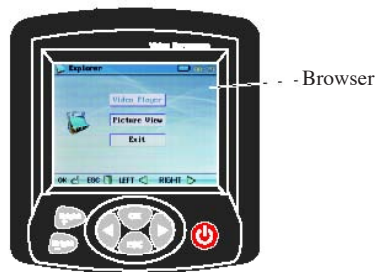 Explorer
Video Player
Picture View
Exit
OK ESC LEFT RIGHT
OK
ESC
Browser